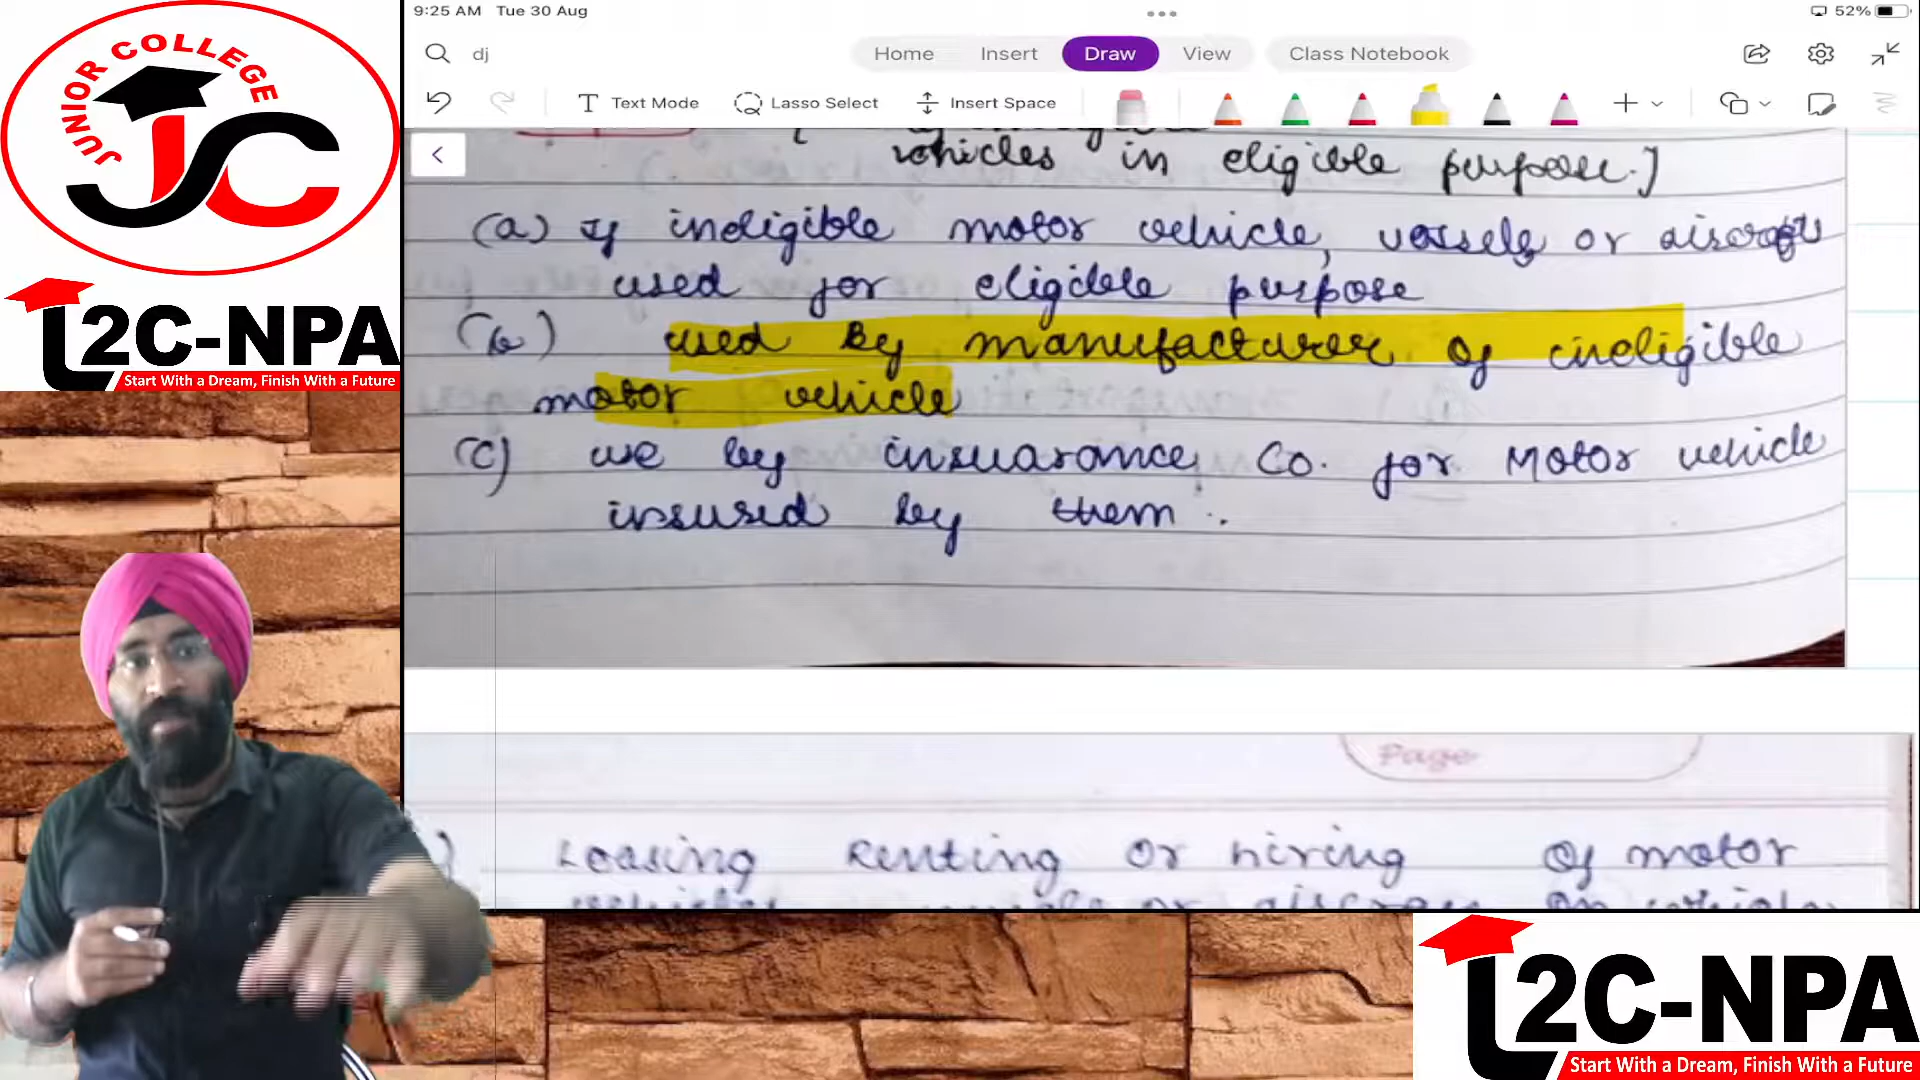 JUNIOR COLLEGE
JC
L2C-NPA
Start With a Dream, Finish With a Future
9:25 AM Tue 30 Aug
52%
dj
Home Insert Draw View Class Notebook
Text Mode Lasso Select Insert Space
vehicles in eligible purpose.]
(a) If ineligible motor vehicle, vessels or aircrafts
used for eligible purpose
(b) used By manufacturer of ineligible
motor vehicle
(c) use by insuarance Co. for Motor vehicle
insured by them.
Page
Leasing Renting or hiring of motor
L2C-NPA
Start With a Dream, Finish With a Future